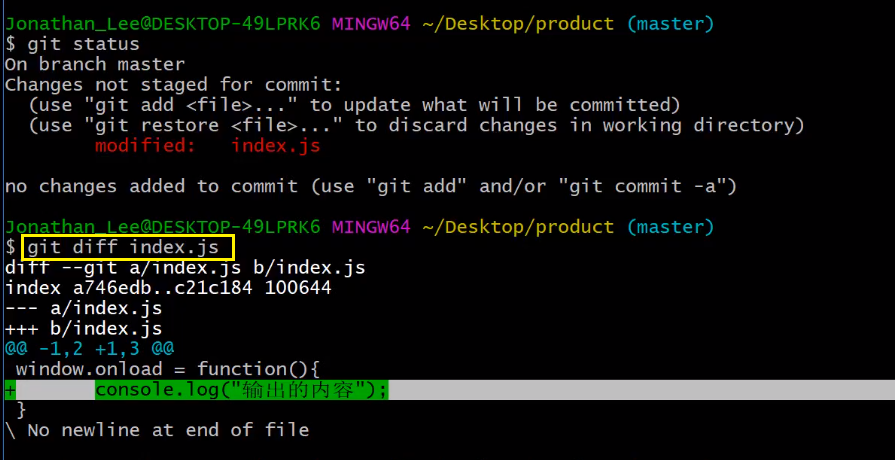 Jonathan_Lee@DESKTOP-49LPRK6 MINGW64 ~/Desktop/product (master)
$ git status
On branch master
Changes not staged for commit:
  (use "git add <file>..." to update what will be committed)
  (use "git restore <file>..." to discard changes in working directory)
        modified:   index.js

no changes added to commit (use "git add" and/or "git commit -a")

Jonathan_Lee@DESKTOP-49LPRK6 MINGW64 ~/Desktop/product (master)
$ git diff index.js
diff --git a/index.js b/index.js
index a746edb..c21c184 100644
--- a/index.js
+++ b/index.js
@@ -1,2 +1,3 @@
 window.onload = function(){
+       console.log("输出的内容");
 }
\ No newline at end of file